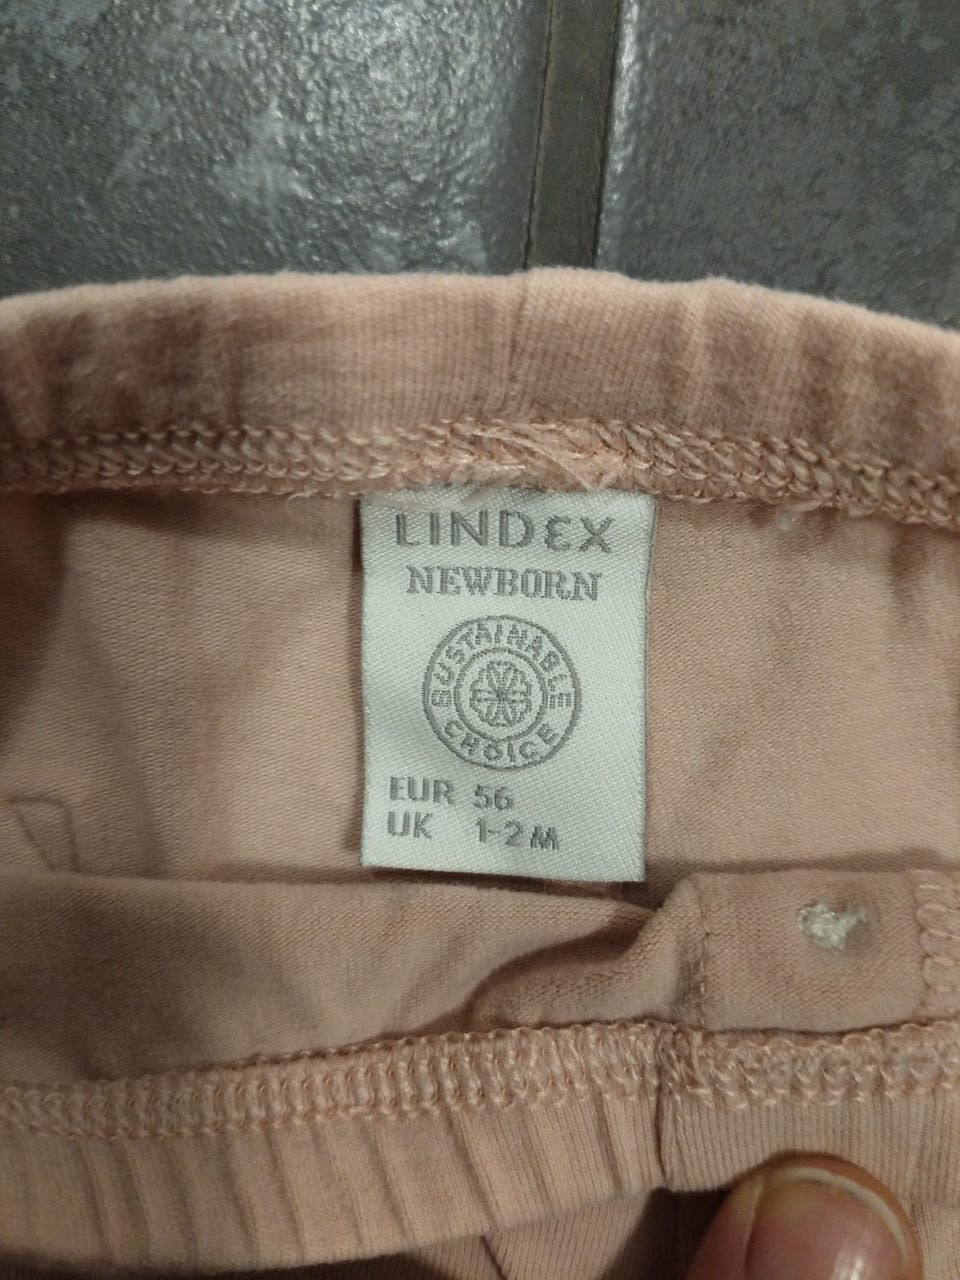 LINDEX
NEWBORN
SUSTAINABLE
CHOICE
EUR 56
UK 1-2 M